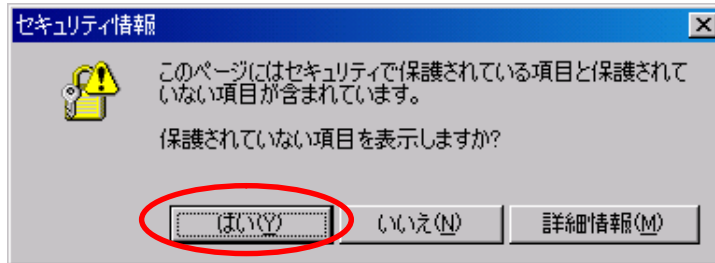 セキュリティ情報
このページにはセキュリティで保護されている項目と保護されて
いない項目が含まれています。
保護されていない項目を表示しますか?
はい(Y) いいえ(N) 詳細情報(M)